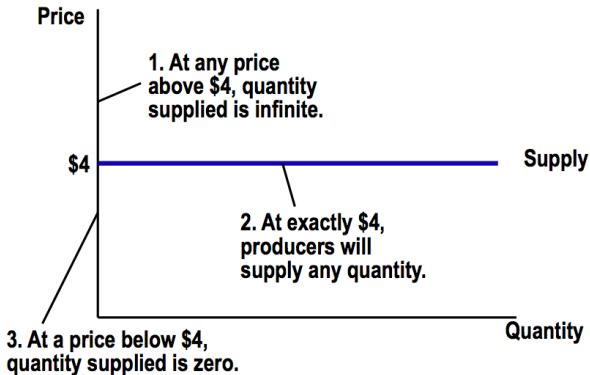 Price
1. At any price
above $4, quantity
supplied is infinite.
$4
Supply
2. At exactly $4,
producers will
supply any quantity.
Quantity
3. At a price below $4,
quantity supplied is zero.